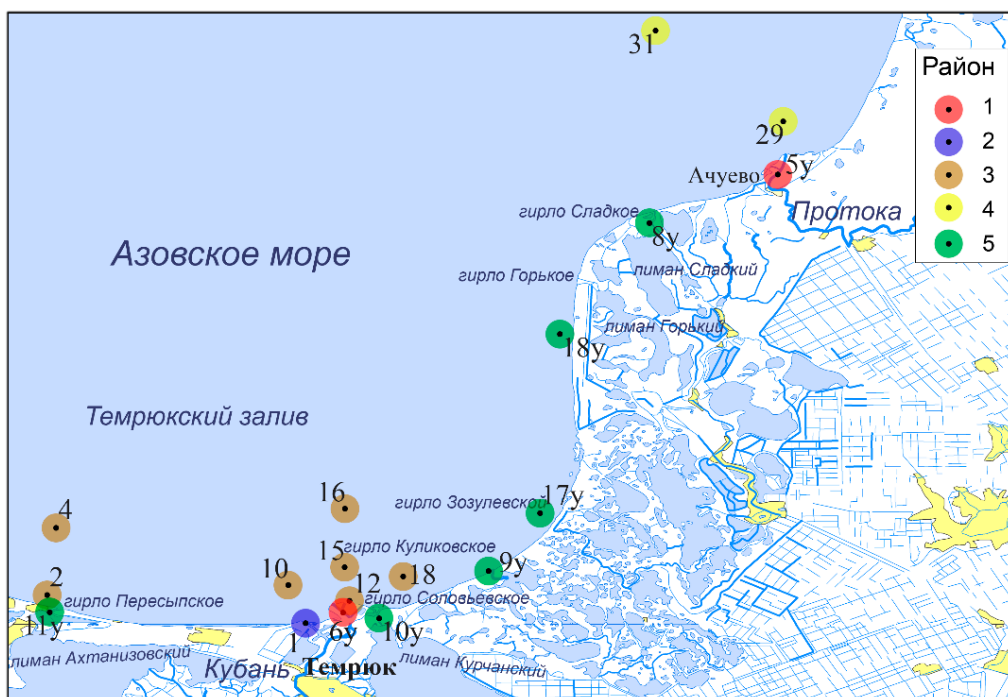 31
Район
1
2
3
4
5
29
5у
Ачуево
Протока
гирло Сладкое
8у
Азовское море
лиман Сладкий
гирло Горькое
лиман Горький
18у
Темрюкский залив
16
гирло Зозулевской
17у
4
15
гирло Куликовское
10
12
18
9у
2
гирло Пересыпское
гирло Соловьевское
11у
1
6у
10у
лиман Ахтанизовский
Кубань
Темрюк
лиман Курчанский